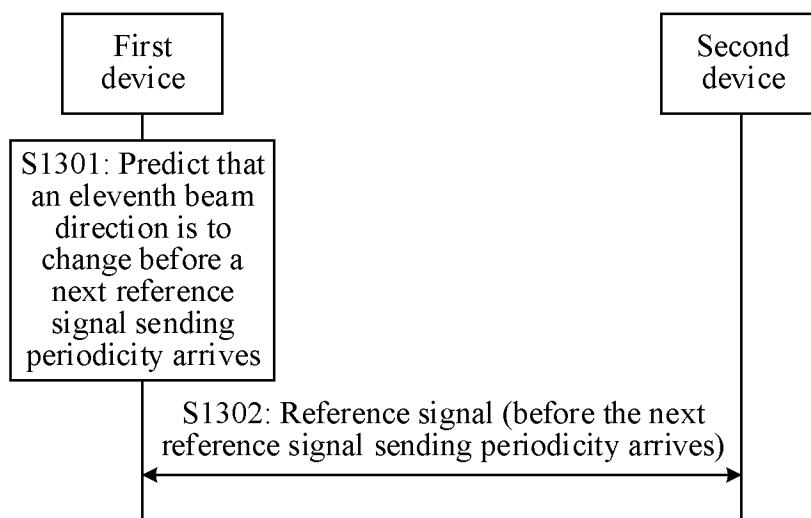 First
device
Second
device
S1301: Predict that
an eleventh beam
direction is to
change before a
next reference
signal sending
periodicity arrives
S1302: Reference signal (before the next
reference signal sending periodicity arrives)